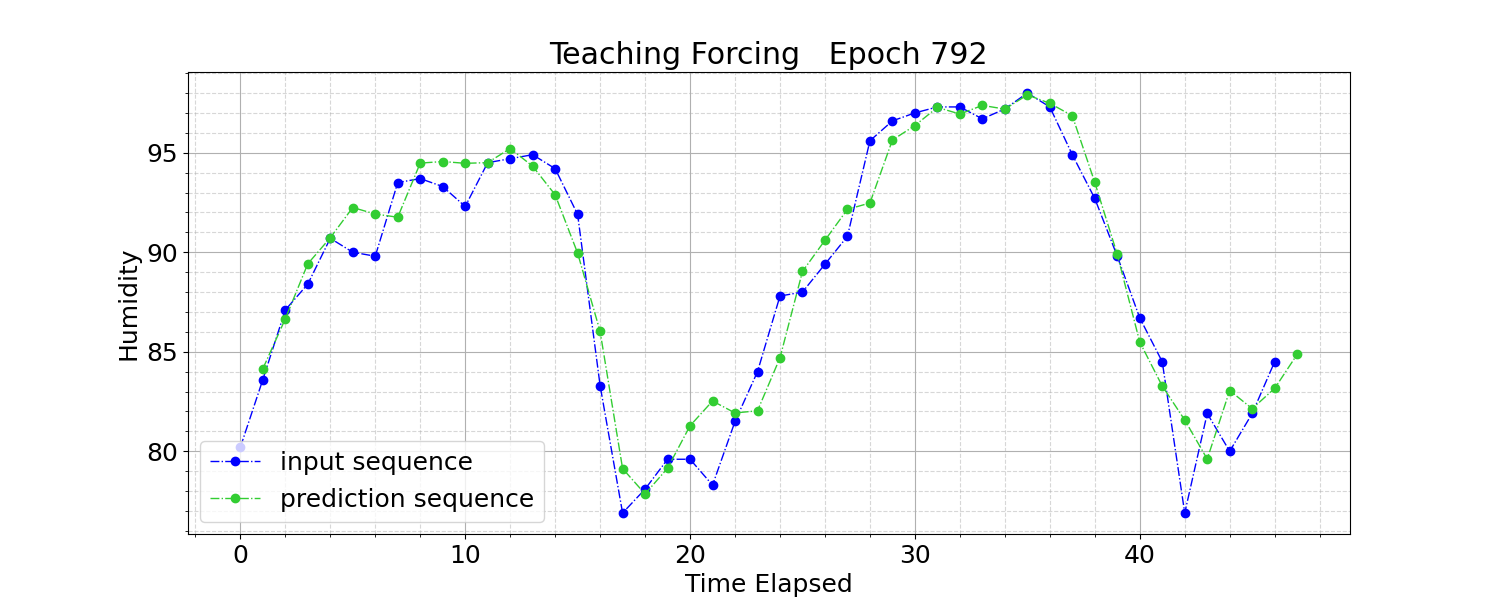 Teaching Forcing   Epoch 792
Humidity
95
90
85
80
input sequence
prediction sequence
0 10 20 30 40
Time Elapsed